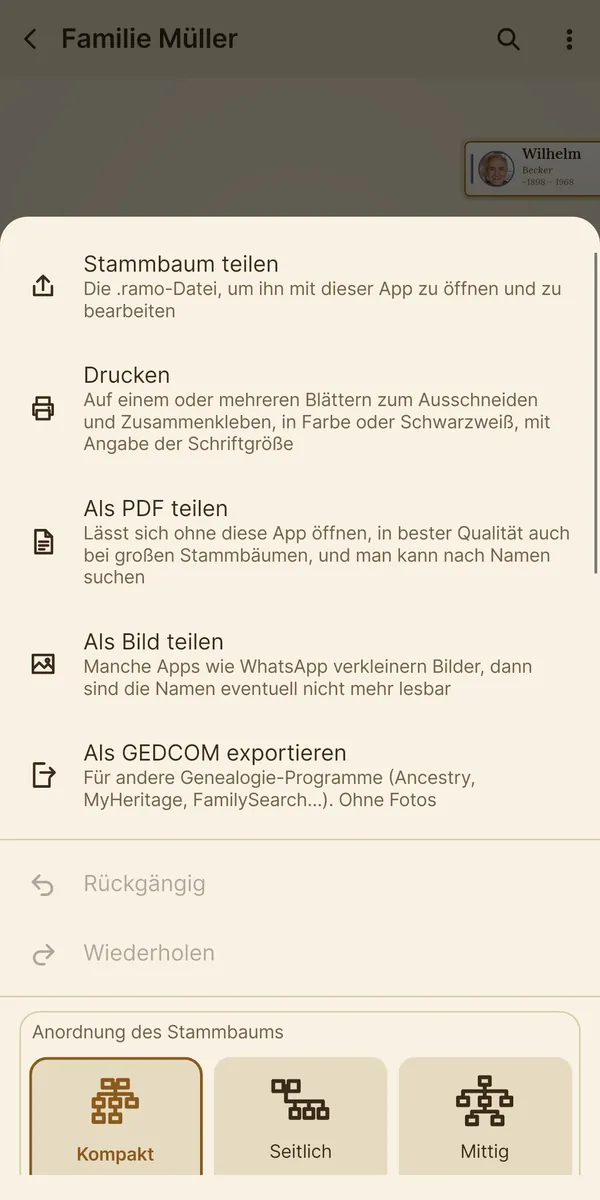 Familie Müller
Wilhelm
Becker
~1898 - 1968
Stammbaum teilen
Die .ramo-Datei, um ihn mit dieser App zu öffnen und zu
bearbeiten
Drucken
Auf einem oder mehreren Blättern zum Ausschneiden
und Zusammenkleben, in Farbe oder Schwarzweiß, mit
Angabe der Schriftgröße
Als PDF teilen
Lässt sich ohne diese App öffnen, in bester Qualität auch
bei großen Stammbäumen, und man kann nach Namen
suchen
Als Bild teilen
Manche Apps wie WhatsApp verkleinern Bilder, dann
sind die Namen eventuell nicht mehr lesbar
Als GEDCOM exportieren
Für andere Genealogie-Programme (Ancestry,
MyHeritage, FamilySearch...). Ohne Fotos
Rückgängig
Wiederholen
Anordnung des Stammbaums
Kompakt
Seitlich
Mittig